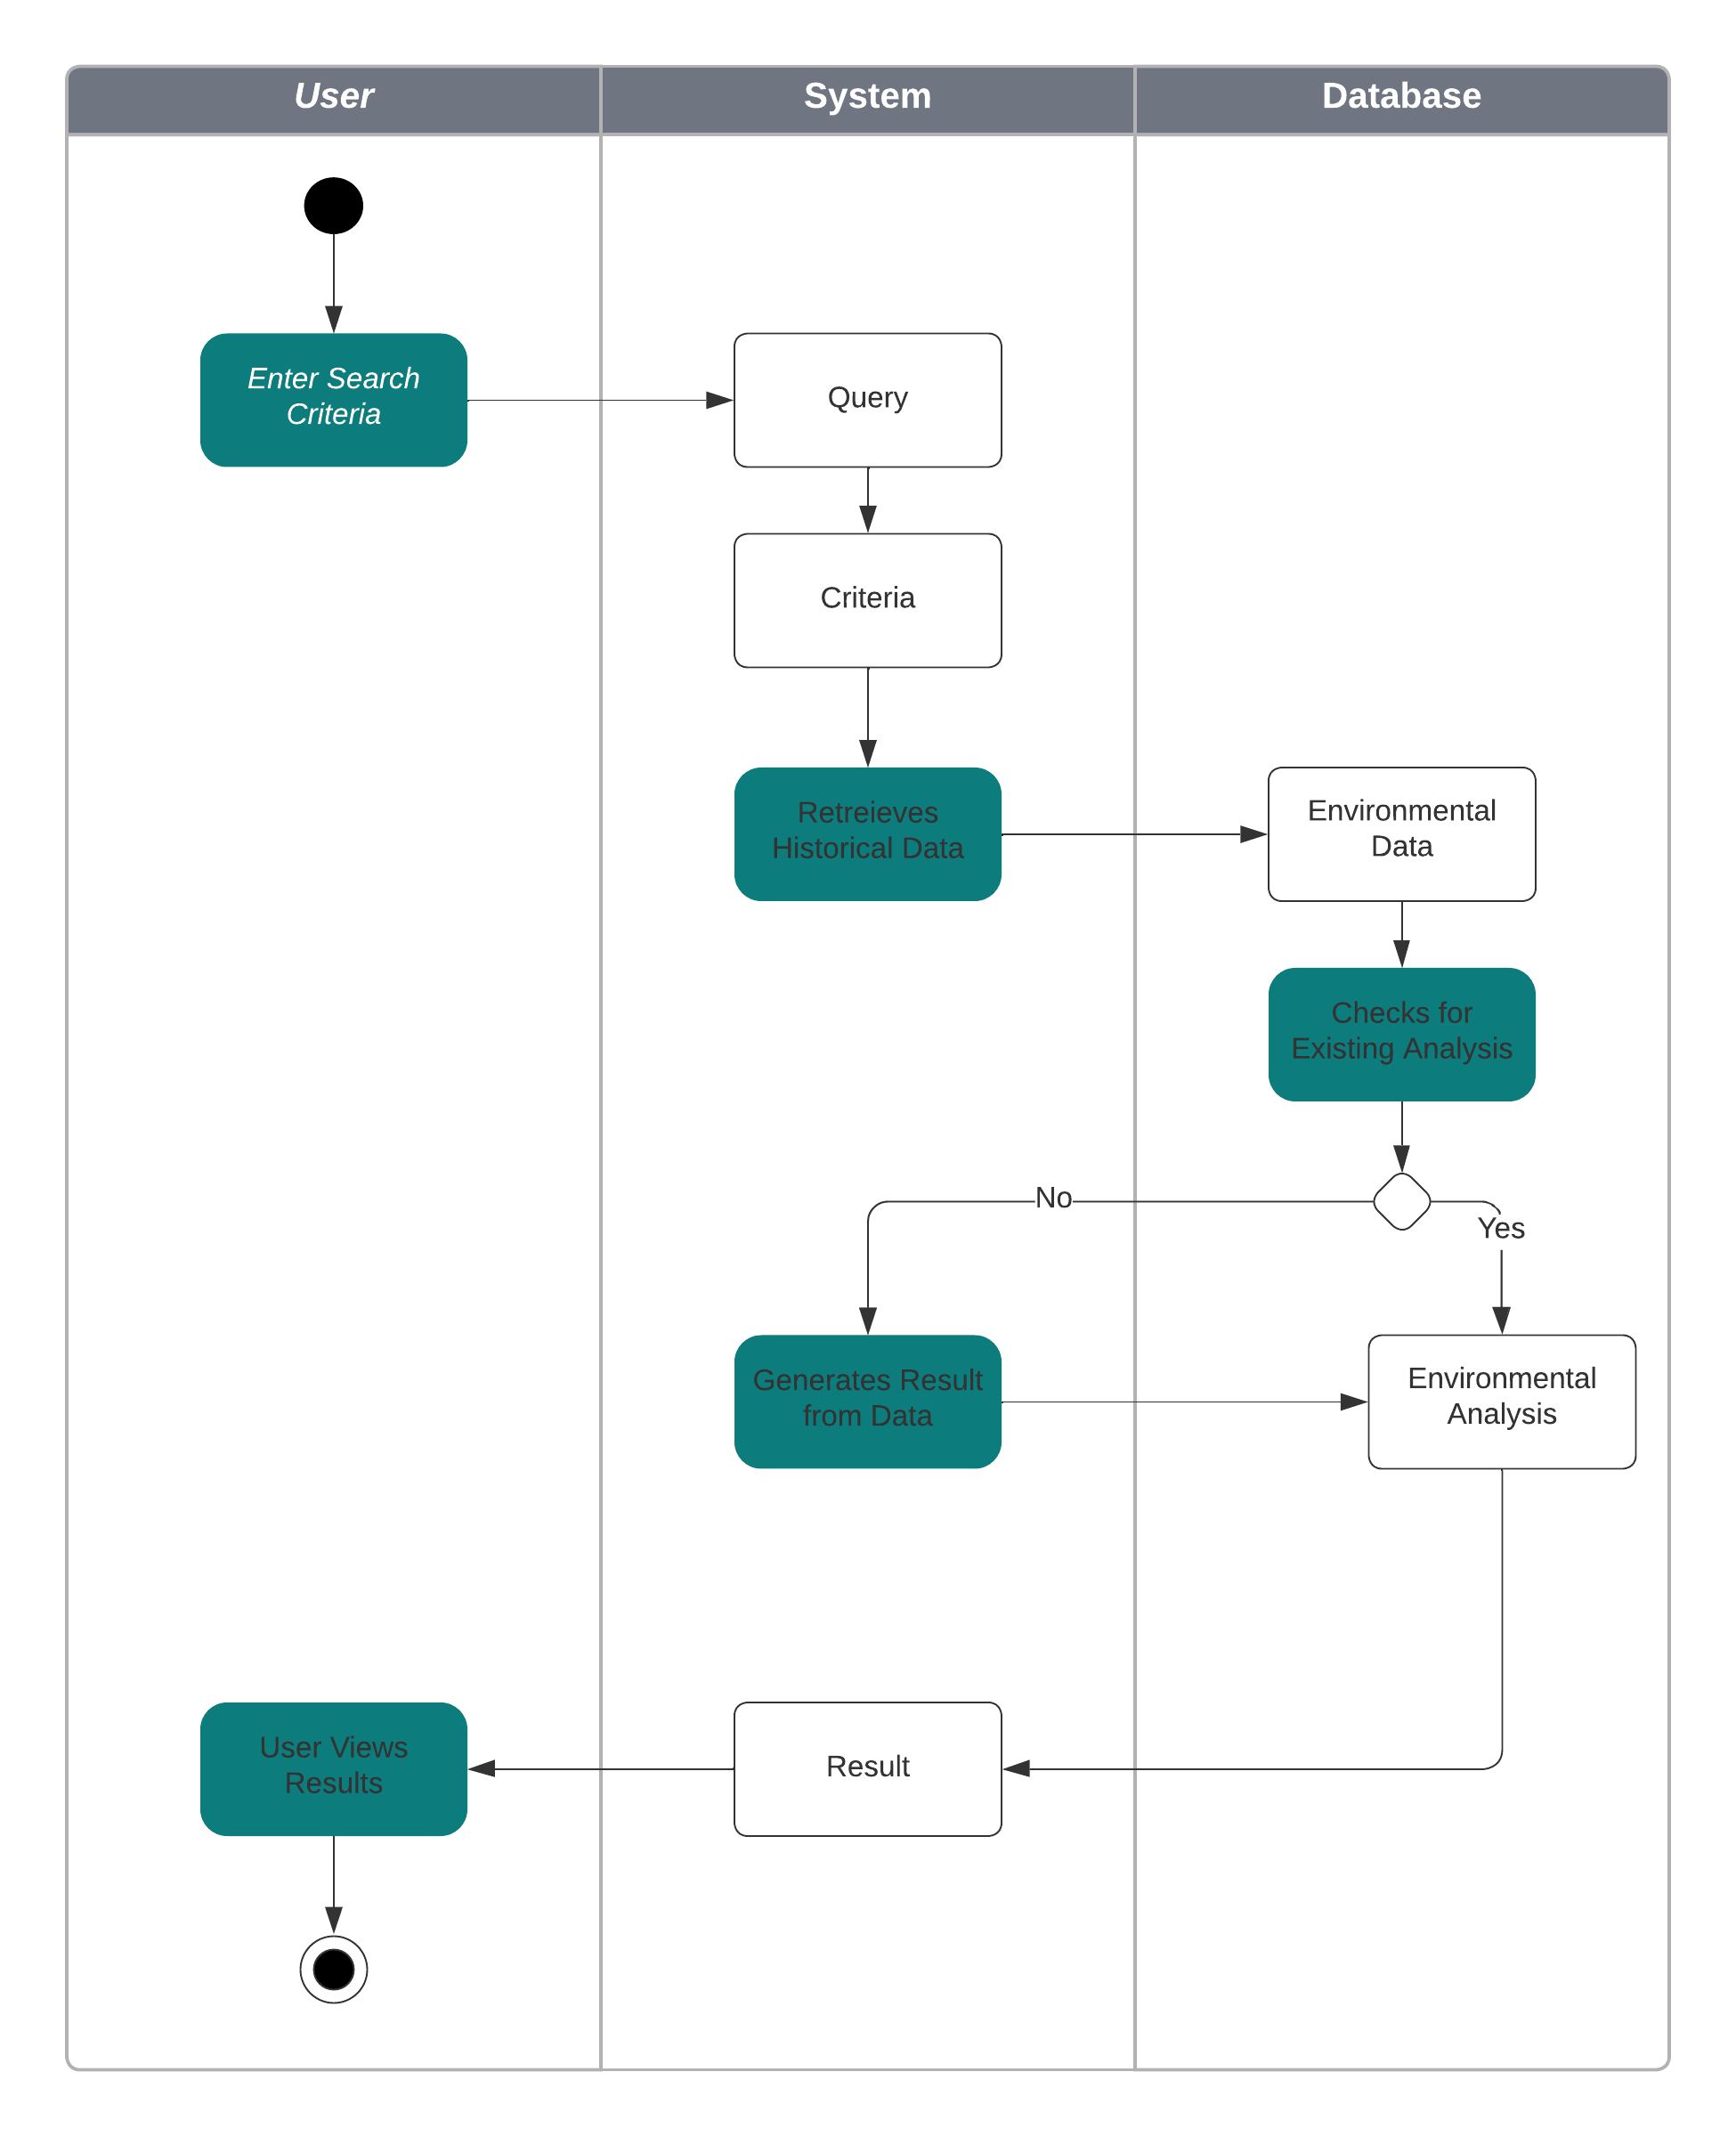 User
System
Database
Enter Search
Criteria
Query
Criteria
Retreieves
Historical Data
Environmental
Data
Checks for
Existing Analysis
No
Yes
Generates Result
from Data
Environmental
Analysis
User Views
Results
Result